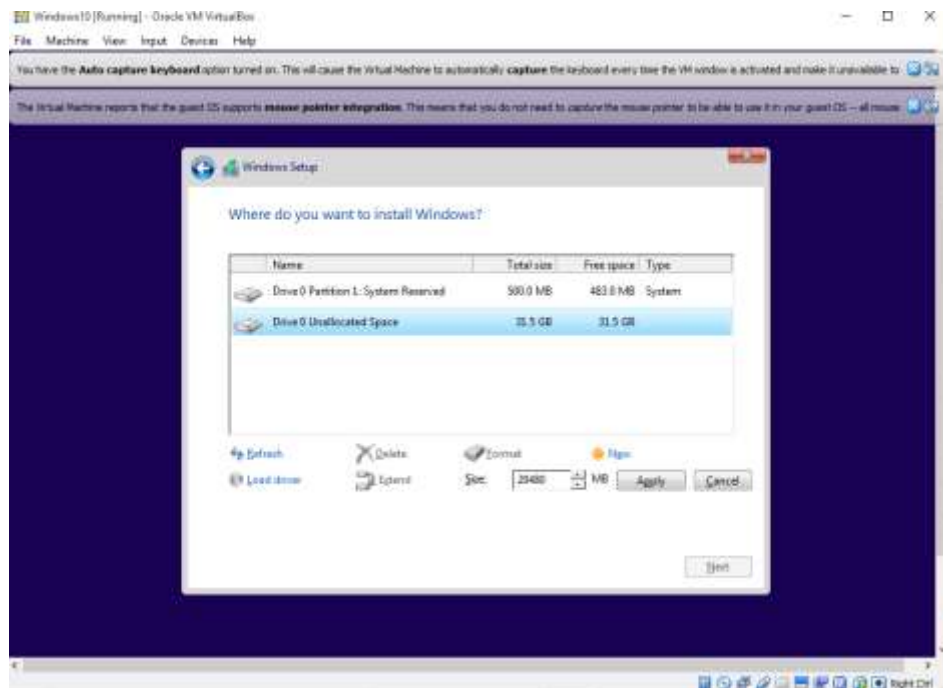 Windows10 [Running] - Oracle VM VirtualBox
File Machine View Input Devices Help
You have the Auto capture keyboard option turned on. This will cause the Virtual Machine to automatically capture the keyboard every time the VM window is activated and make it unavailable to
The Virtual Machine reports that the guest OS supports mouse pointer integration. This means that you do not need to capture the mouse pointer to be able to use it in your guest OS -- all mouse
Windows Setup
Where do you want to install Windows?
Name Total size Free space Type
Drive 0 Partition 1: System Reserved 500.0 MB 483.0 MB System
Drive 0 Unallocated Space 31.5 GB 31.5 GB
Refresh Delete Format New
Load driver Extend Size: 20480 MB Apply Cancel
Next
Right Ctrl